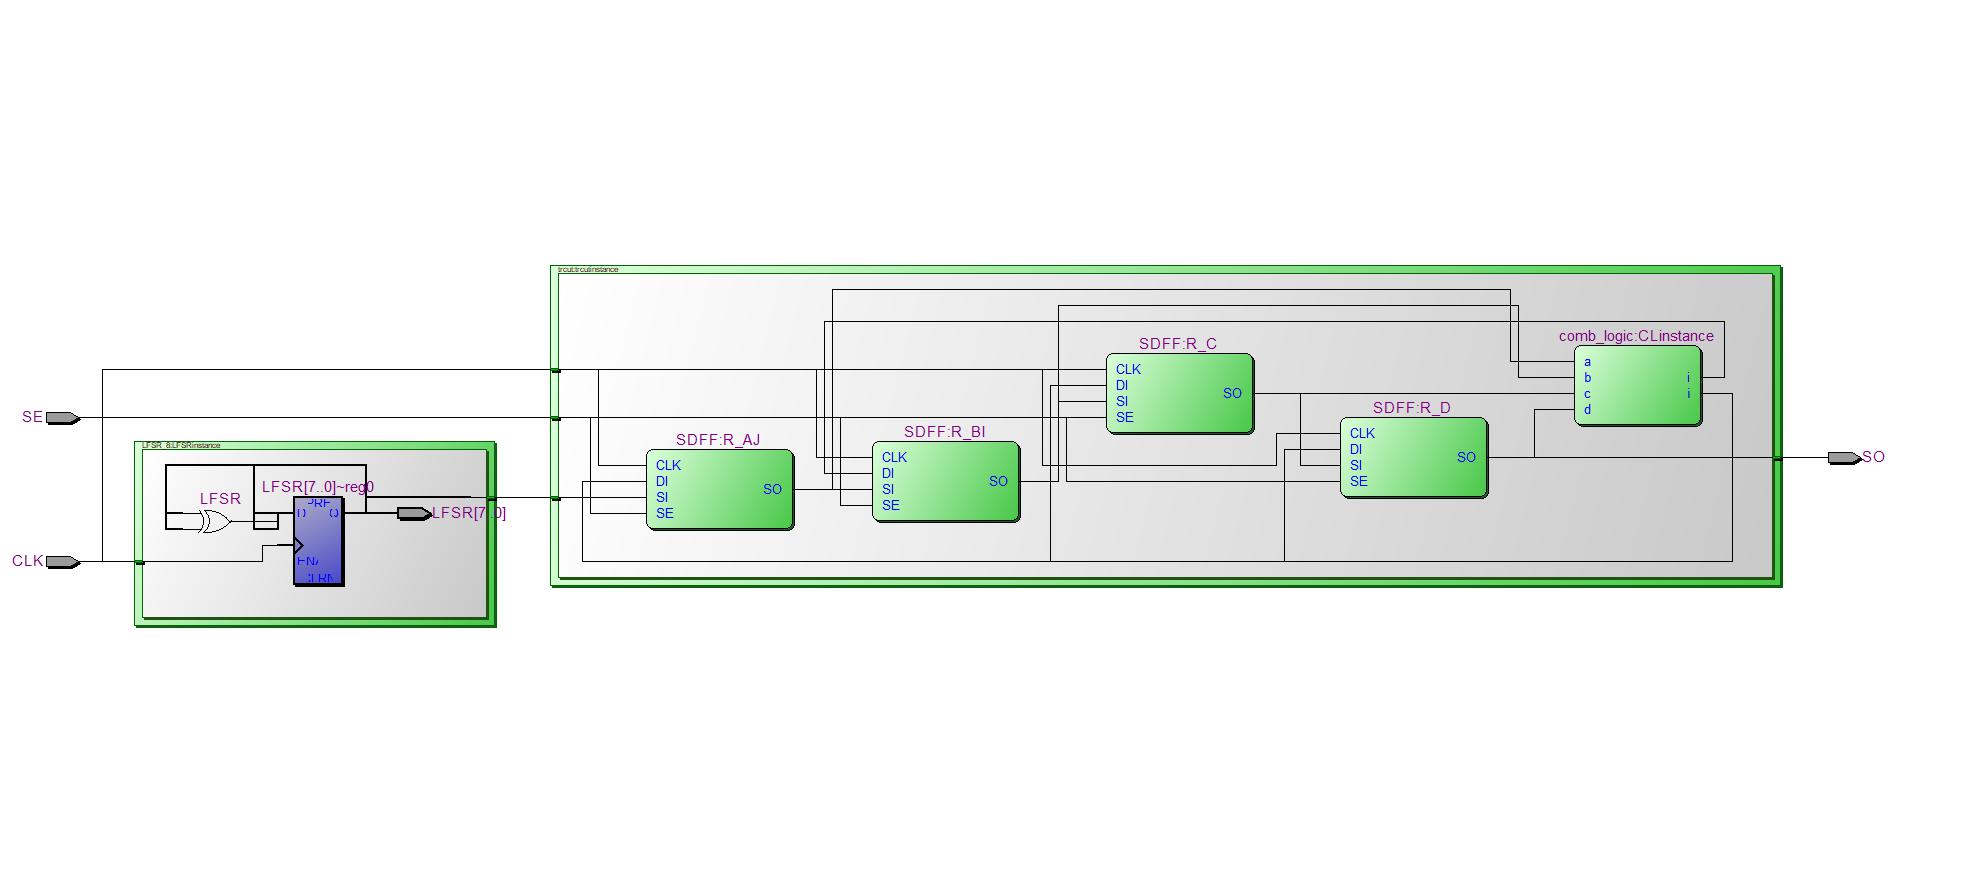 trcut:trcutinstance
comb_logic:CLinstance
SDFF:R_C
a
CLK
b
i
DI
SI
SO
c
i
SE
d
SE
SDFF:R_D
SDFF:R_BI
SDFF:R_AJ
CLK
LFSR_8:LFSRinstance
DI
CLK
SI
SO
SO
CLK
DI
SE
DI
SI
SO
SI
SO
SE
SE
LFSR[7..0]~reg0
LFSR
PRE
D
Q
LFSR[7..0]
CLK
ENA
CLRN